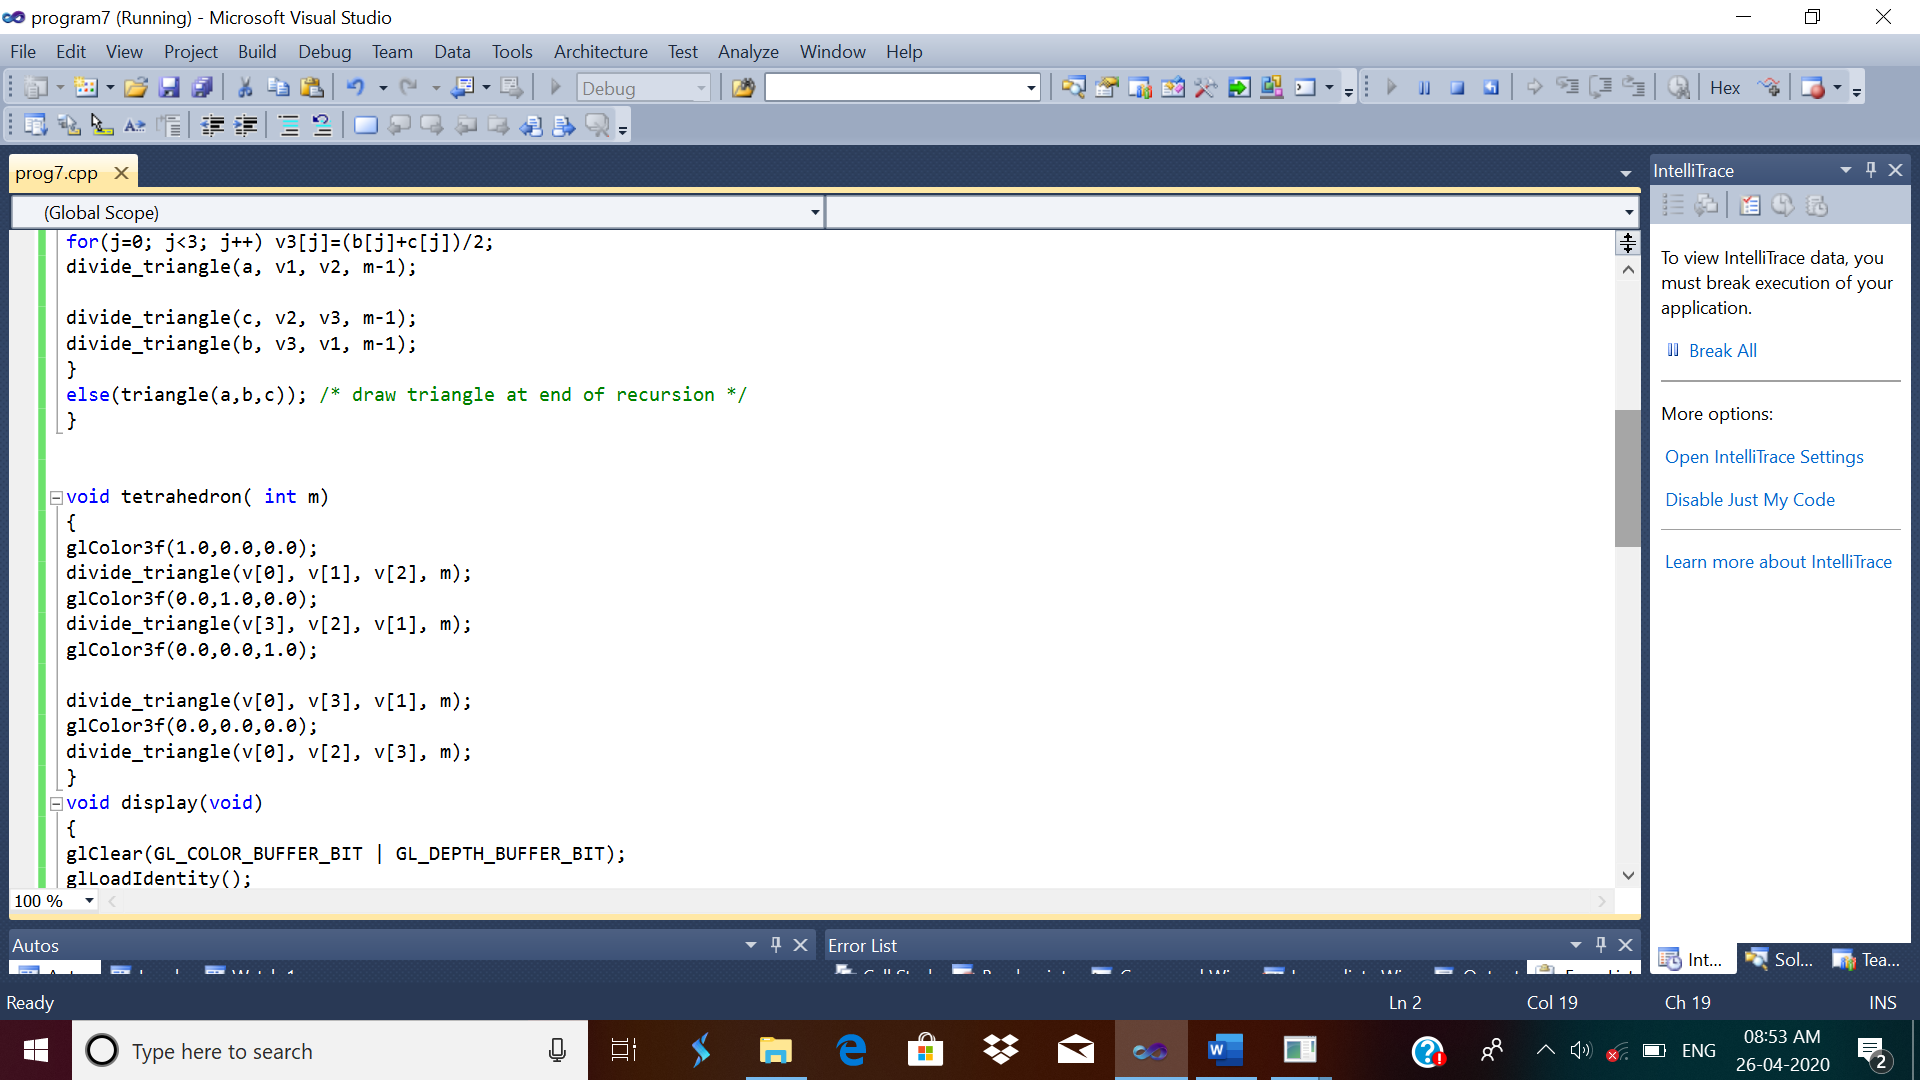 program7 (Running) - Microsoft Visual Studio
File Edit View Project Build Debug Team Data Tools Architecture Test Analyze Window Help
Debug
Hex
prog7.cpp
IntelliTrace
(Global Scope)
for(j=0; j<3; j++) v3[j]=(b[j]+c[j])/2;
divide_triangle(a, v1, v2, m-1);
divide_triangle(c, v2, v3, m-1);
divide_triangle(b, v3, v1, m-1);
}
else(triangle(a,b,c)); /* draw triangle at end of recursion */
}
void tetrahedron( int m)
{
glColor3f(1.0,0.0,0.0);
divide_triangle(v[0], v[1], v[2], m);
glColor3f(0.0,1.0,0.0);
divide_triangle(v[3], v[2], v[1], m);
glColor3f(0.0,0.0,1.0);
divide_triangle(v[0], v[3], v[1], m);
glColor3f(0.0,0.0,0.0);
divide_triangle(v[0], v[2], v[3], m);
}
void display(void)
{
glClear(GL_COLOR_BUFFER_BIT | GL_DEPTH_BUFFER_BIT);
glLoadIdentity();
100 %
To view IntelliTrace data, you
must break execution of your
application.
Break All
More options:
Open IntelliTrace Settings
Disable Just My Code
Learn more about IntelliTrace
Autos
Error List
Int... Sol... Tea...
Ready
Ln 2 Col 19 Ch 19 INS
Type here to search
ENG
08:53 AM
26-04-2020
2